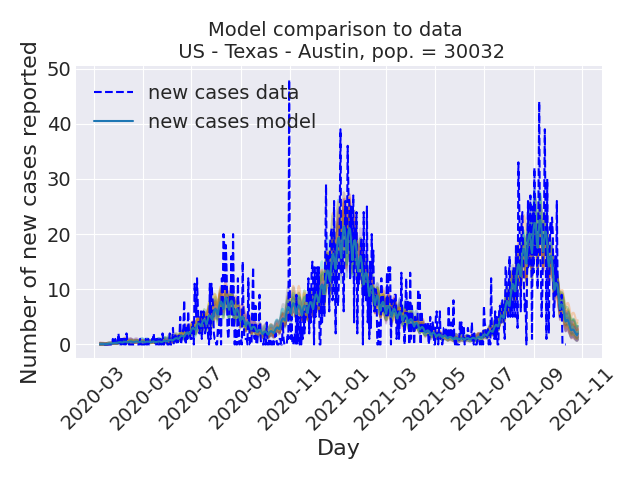 Model comparison to data
US - Texas - Austin, pop. = 30032
Number of new cases reported
50
40
30
20
10
0
new cases data
new cases model
2020-03
2020-05
2020-07
2020-09
2020-11
2021-01
2021-03
2021-05
2021-07
2021-09
2021-11
Day